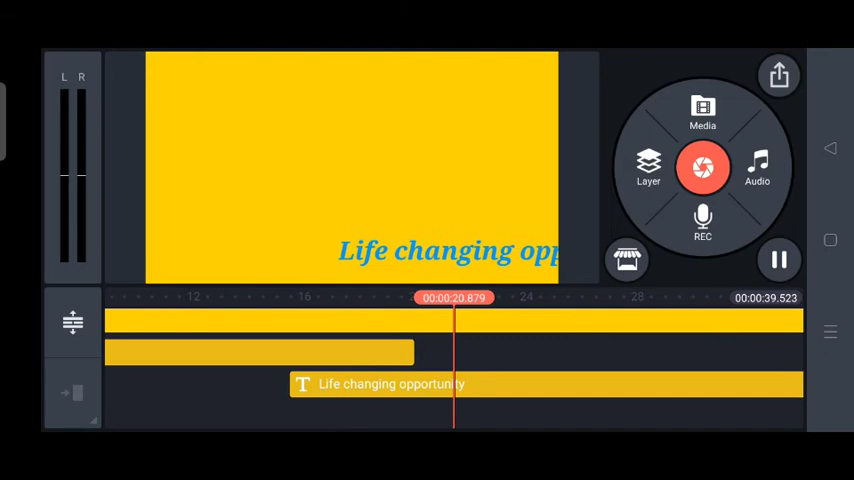 L R
Media
Layer
Audio
REC
Life changing opp
12
16
00:00:20.879
24
28
00:00:39.523
T Life changing opportunity